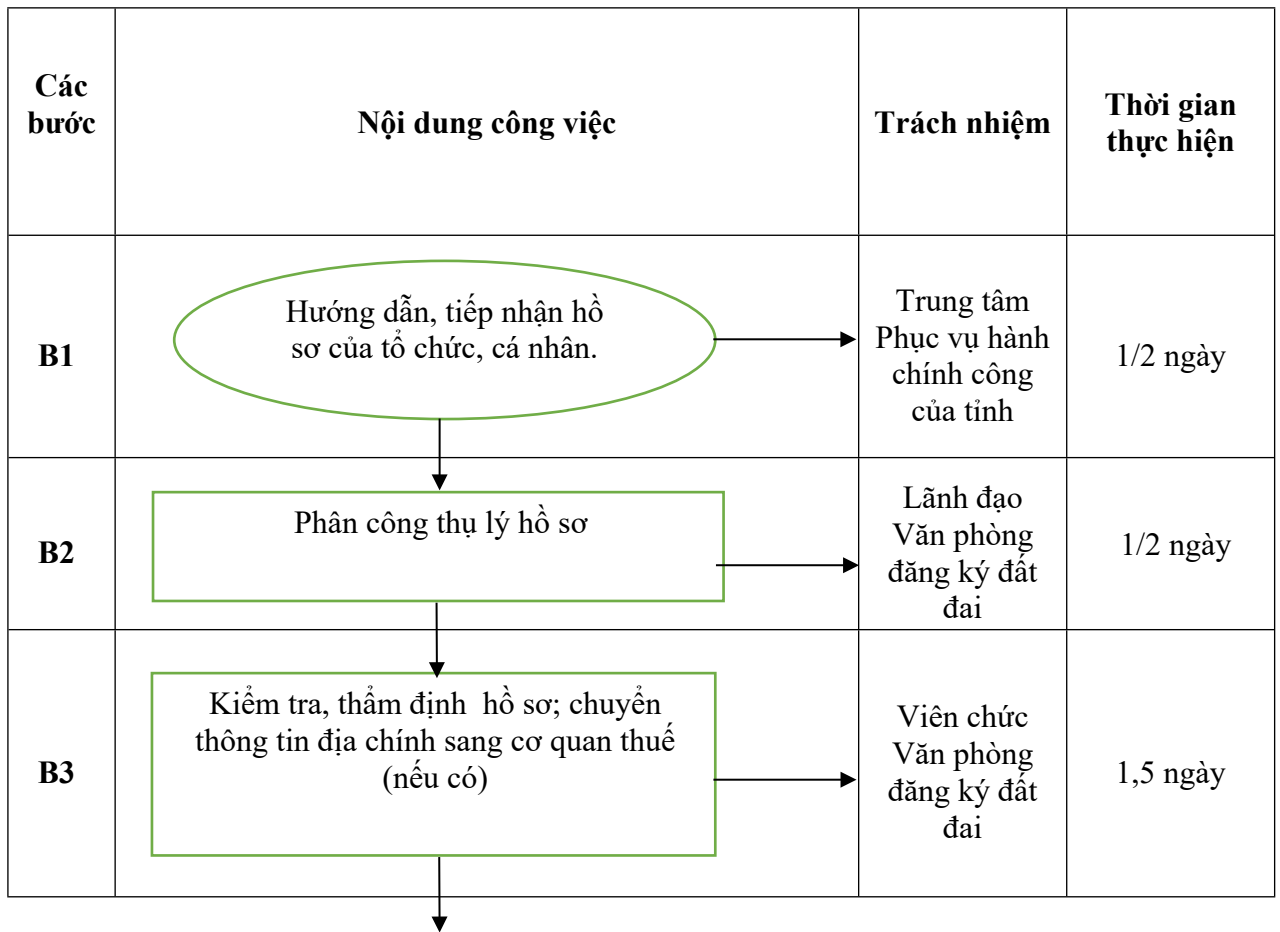 Các
bước
Nội dung công việc
Trách nhiệm
Thời gian
thực hiện
B1
Hướng dẫn, tiếp nhận hồ
sơ của tổ chức, cá nhân.
Trung tâm
Phục vụ hành
chính công
của tỉnh
1/2 ngày
B2
Phân công thụ lý hồ sơ
Lãnh đạo
Văn phòng
đăng ký đất
đai
1/2 ngày
B3
Kiểm tra, thẩm định  hồ sơ; chuyển
thông tin địa chính sang cơ quan thuế
(nếu có)
Viên chức
Văn phòng
đăng ký đất
đai
1,5 ngày